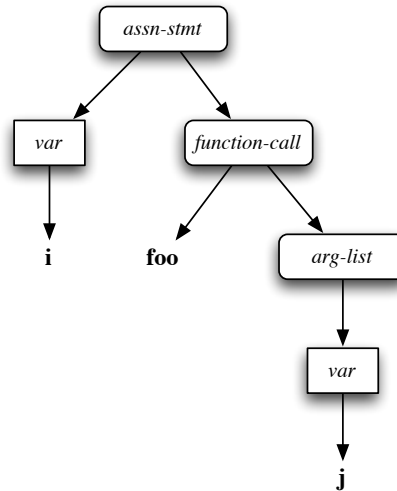 assn-stmt
var
function-call
i
foo
arg-list
var
j